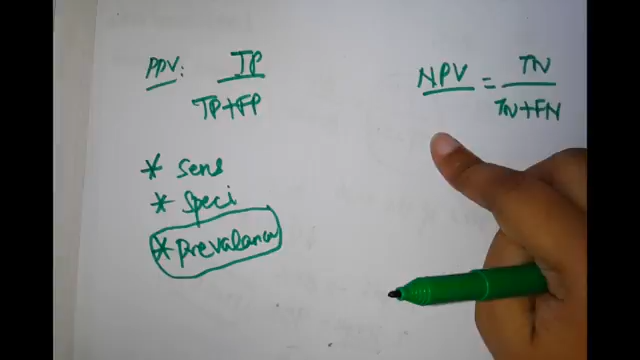 PPV: TP
TP+FP
* Sens
* Speci
* Prevalance
NPV = TN
TN+FN